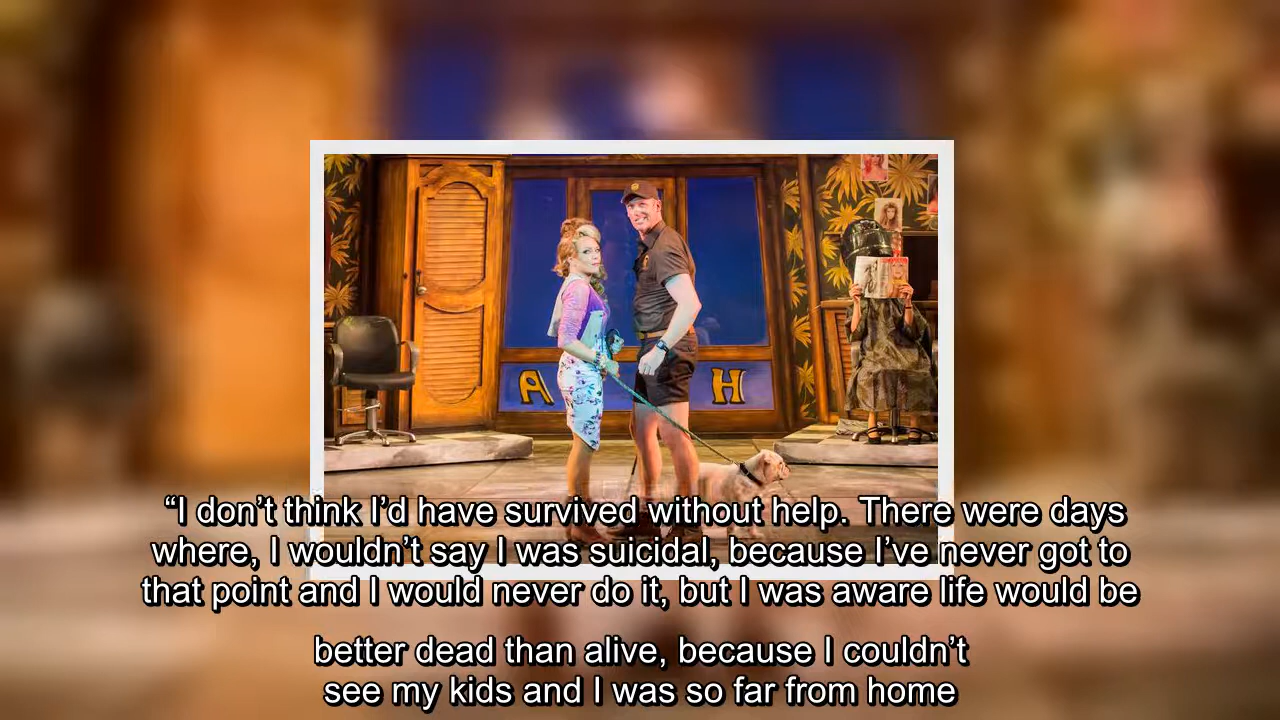 A H
“I don’t think I’d have survived without help. There were days
where, I wouldn’t say I was suicidal, because I’ve never got to
that point and I would never do it, but I was aware life would be
better dead than alive, because I couldn’t
see my kids and I was so far from home